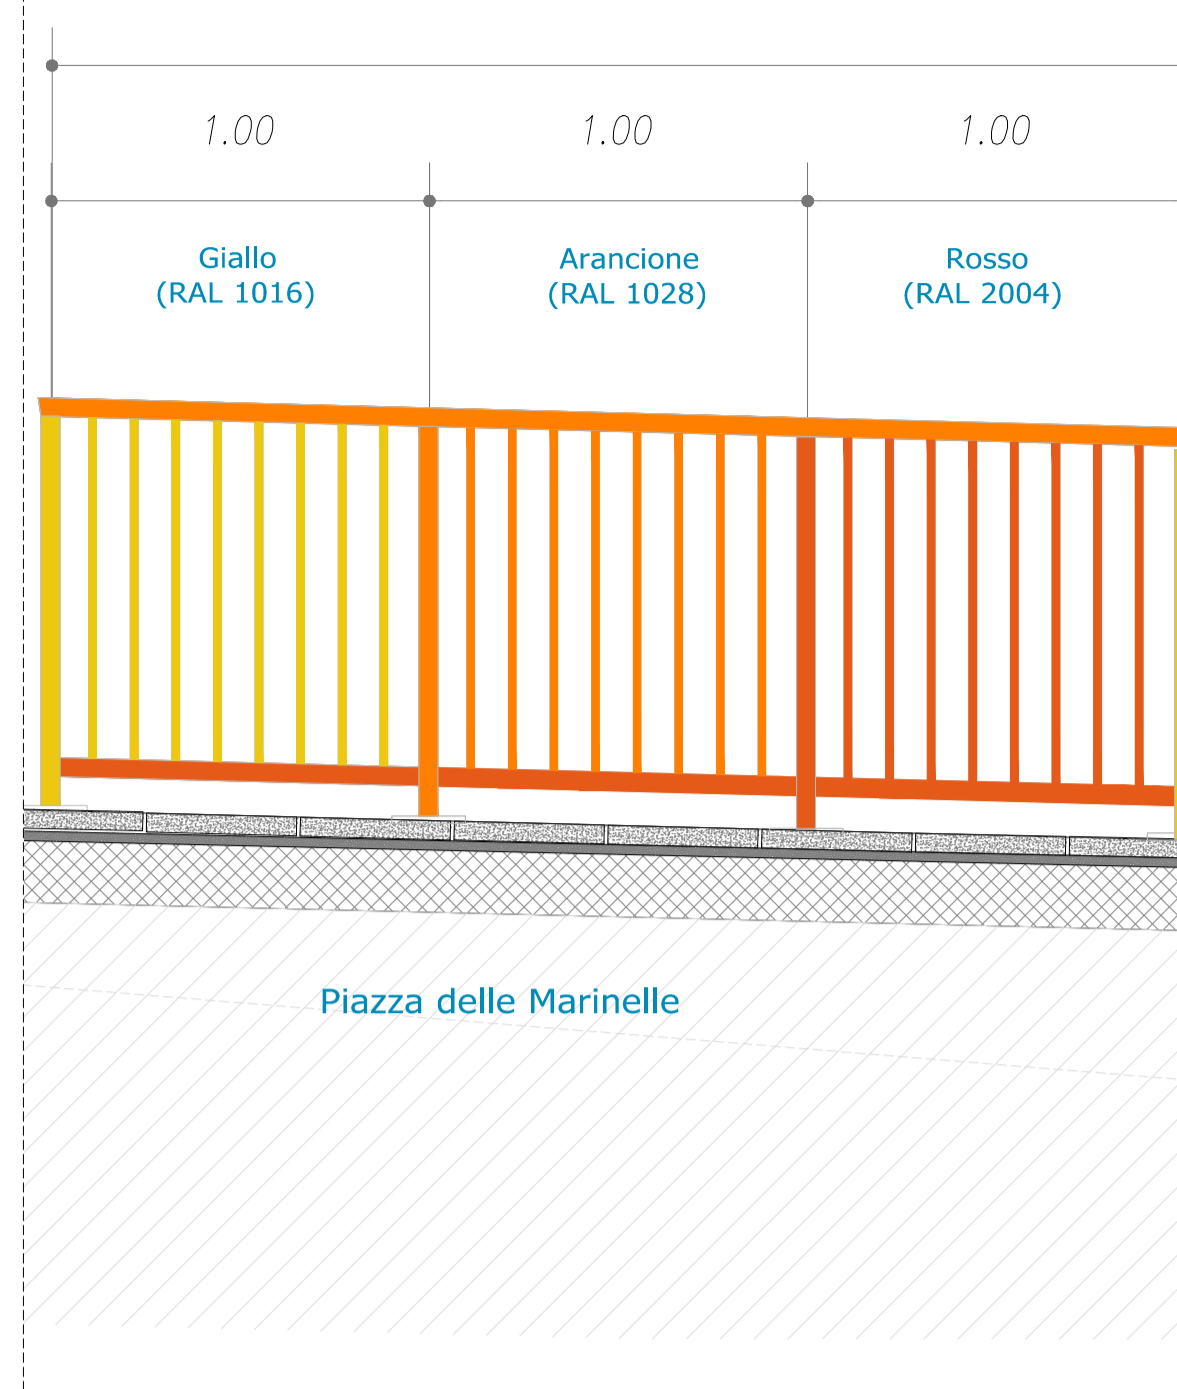 1.00 1.00 1.00
Giallo
(RAL 1016)
Arancione
(RAL 1028)
Rosso
(RAL 2004)
Piazza delle Marinelle